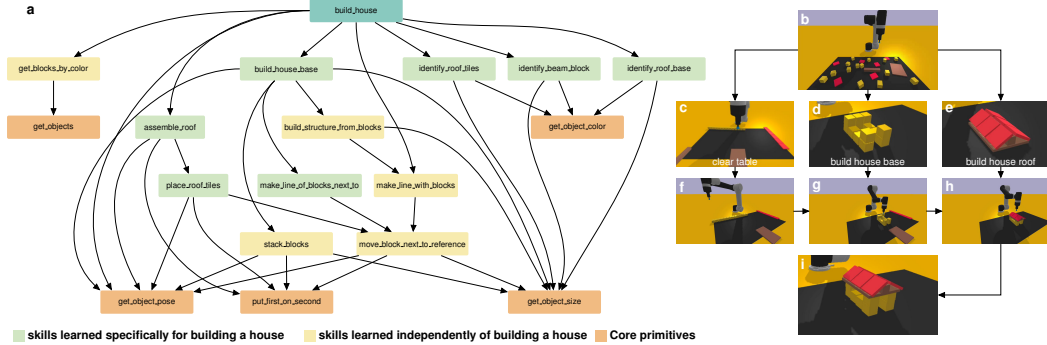 a
build_house
b
get_blocks_by_color
build_house_base
identify_roof_tiles
identify_beam_block
identify_roof_base
c
d
e
get_objects
assemble_roof
build_structure_from_blocks
get_object_color
clear table
build house base
build house roof
place_roof_tiles
make_line_of_blocks_next_to
make_line_with_blocks
f
g
h
stack_blocks
move_block_next_to_reference
i
get_object_pose
put_first_on_second
get_object_size
skills learned specifically for building a house
skills learned independently of building a house
Core primitives